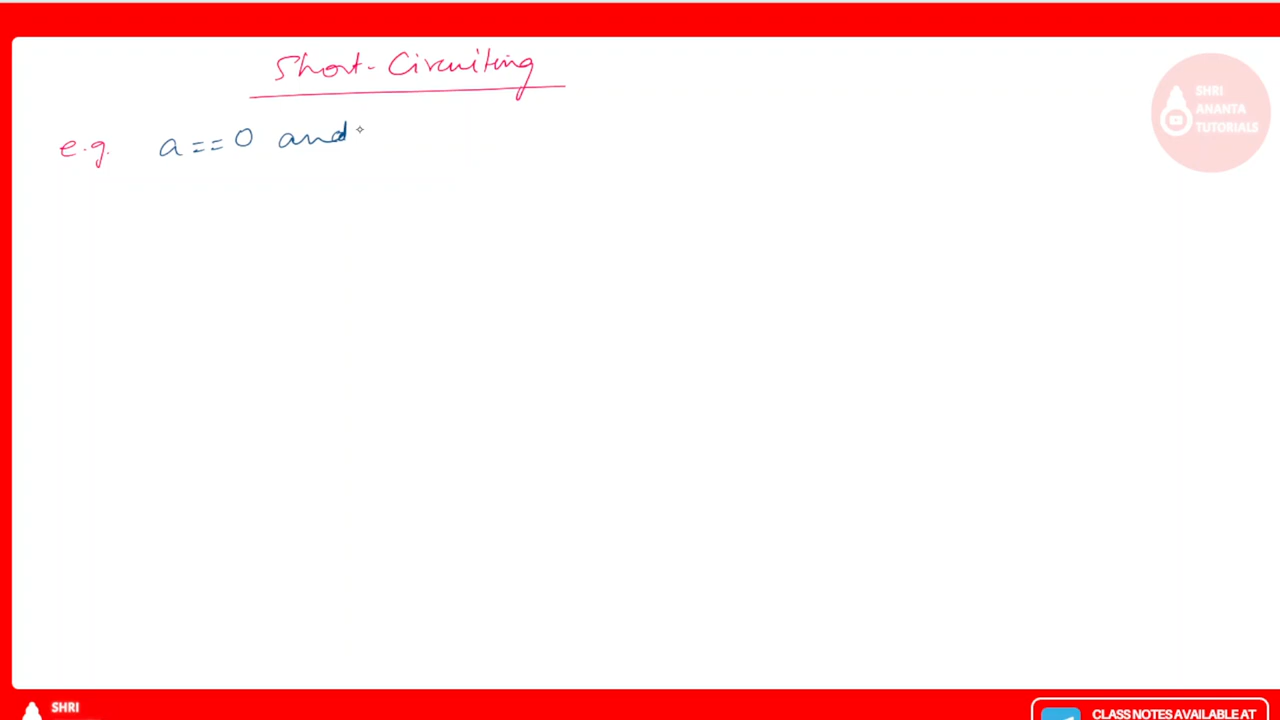 Short-Circuiting
SHRI
ANANTA
TUTORIALS
e.g. a==0 and
SHRI
CLASS NOTES AVAILABLE AT